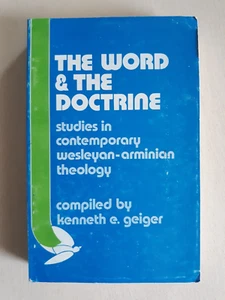 THE WORD
& THE
DOCTRINE
studies in
contemporary
wesleyan-arminian
theology
compiled by
kenneth e. geiger